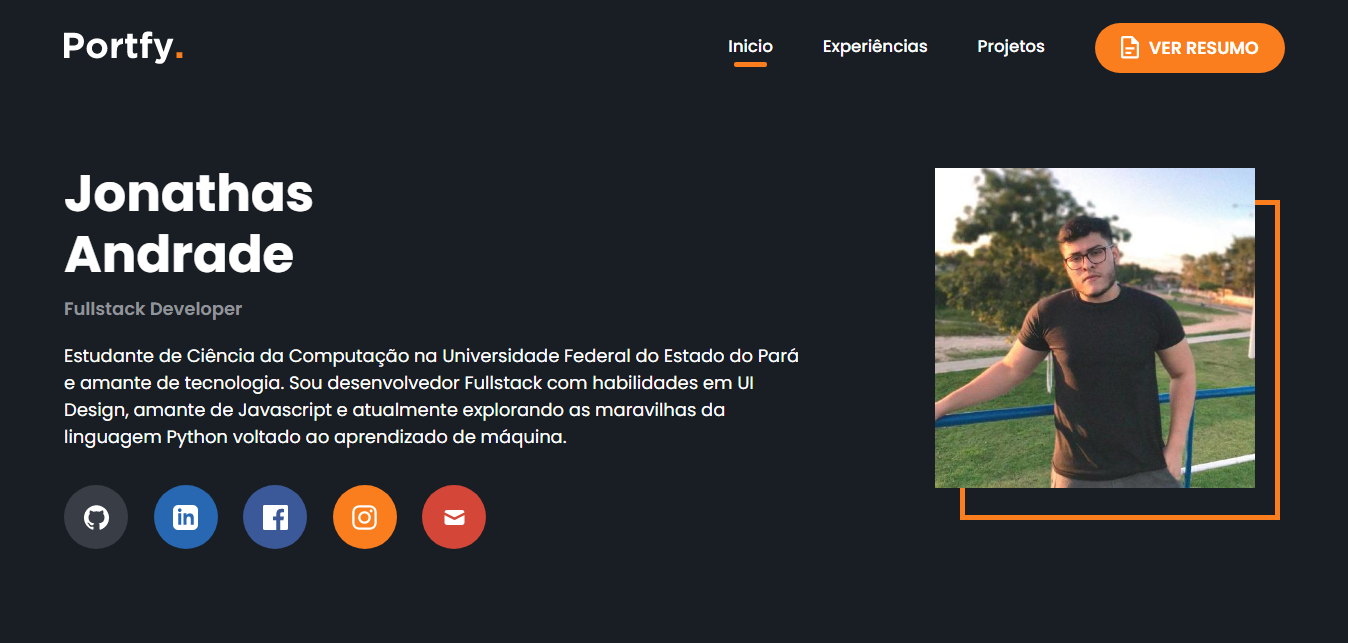 Portfy.
Inicio
Experiências
Projetos
VER RESUMO
Jonathas
Andrade
Fullstack Developer
Estudante de Ciência da Computação na Universidade Federal do Estado do Pará
e amante de tecnologia. Sou desenvolvedor Fullstack com habilidades em UI
Design, amante de Javascript e atualmente explorando as maravilhas da
linguagem Python voltado ao aprendizado de máquina.
in